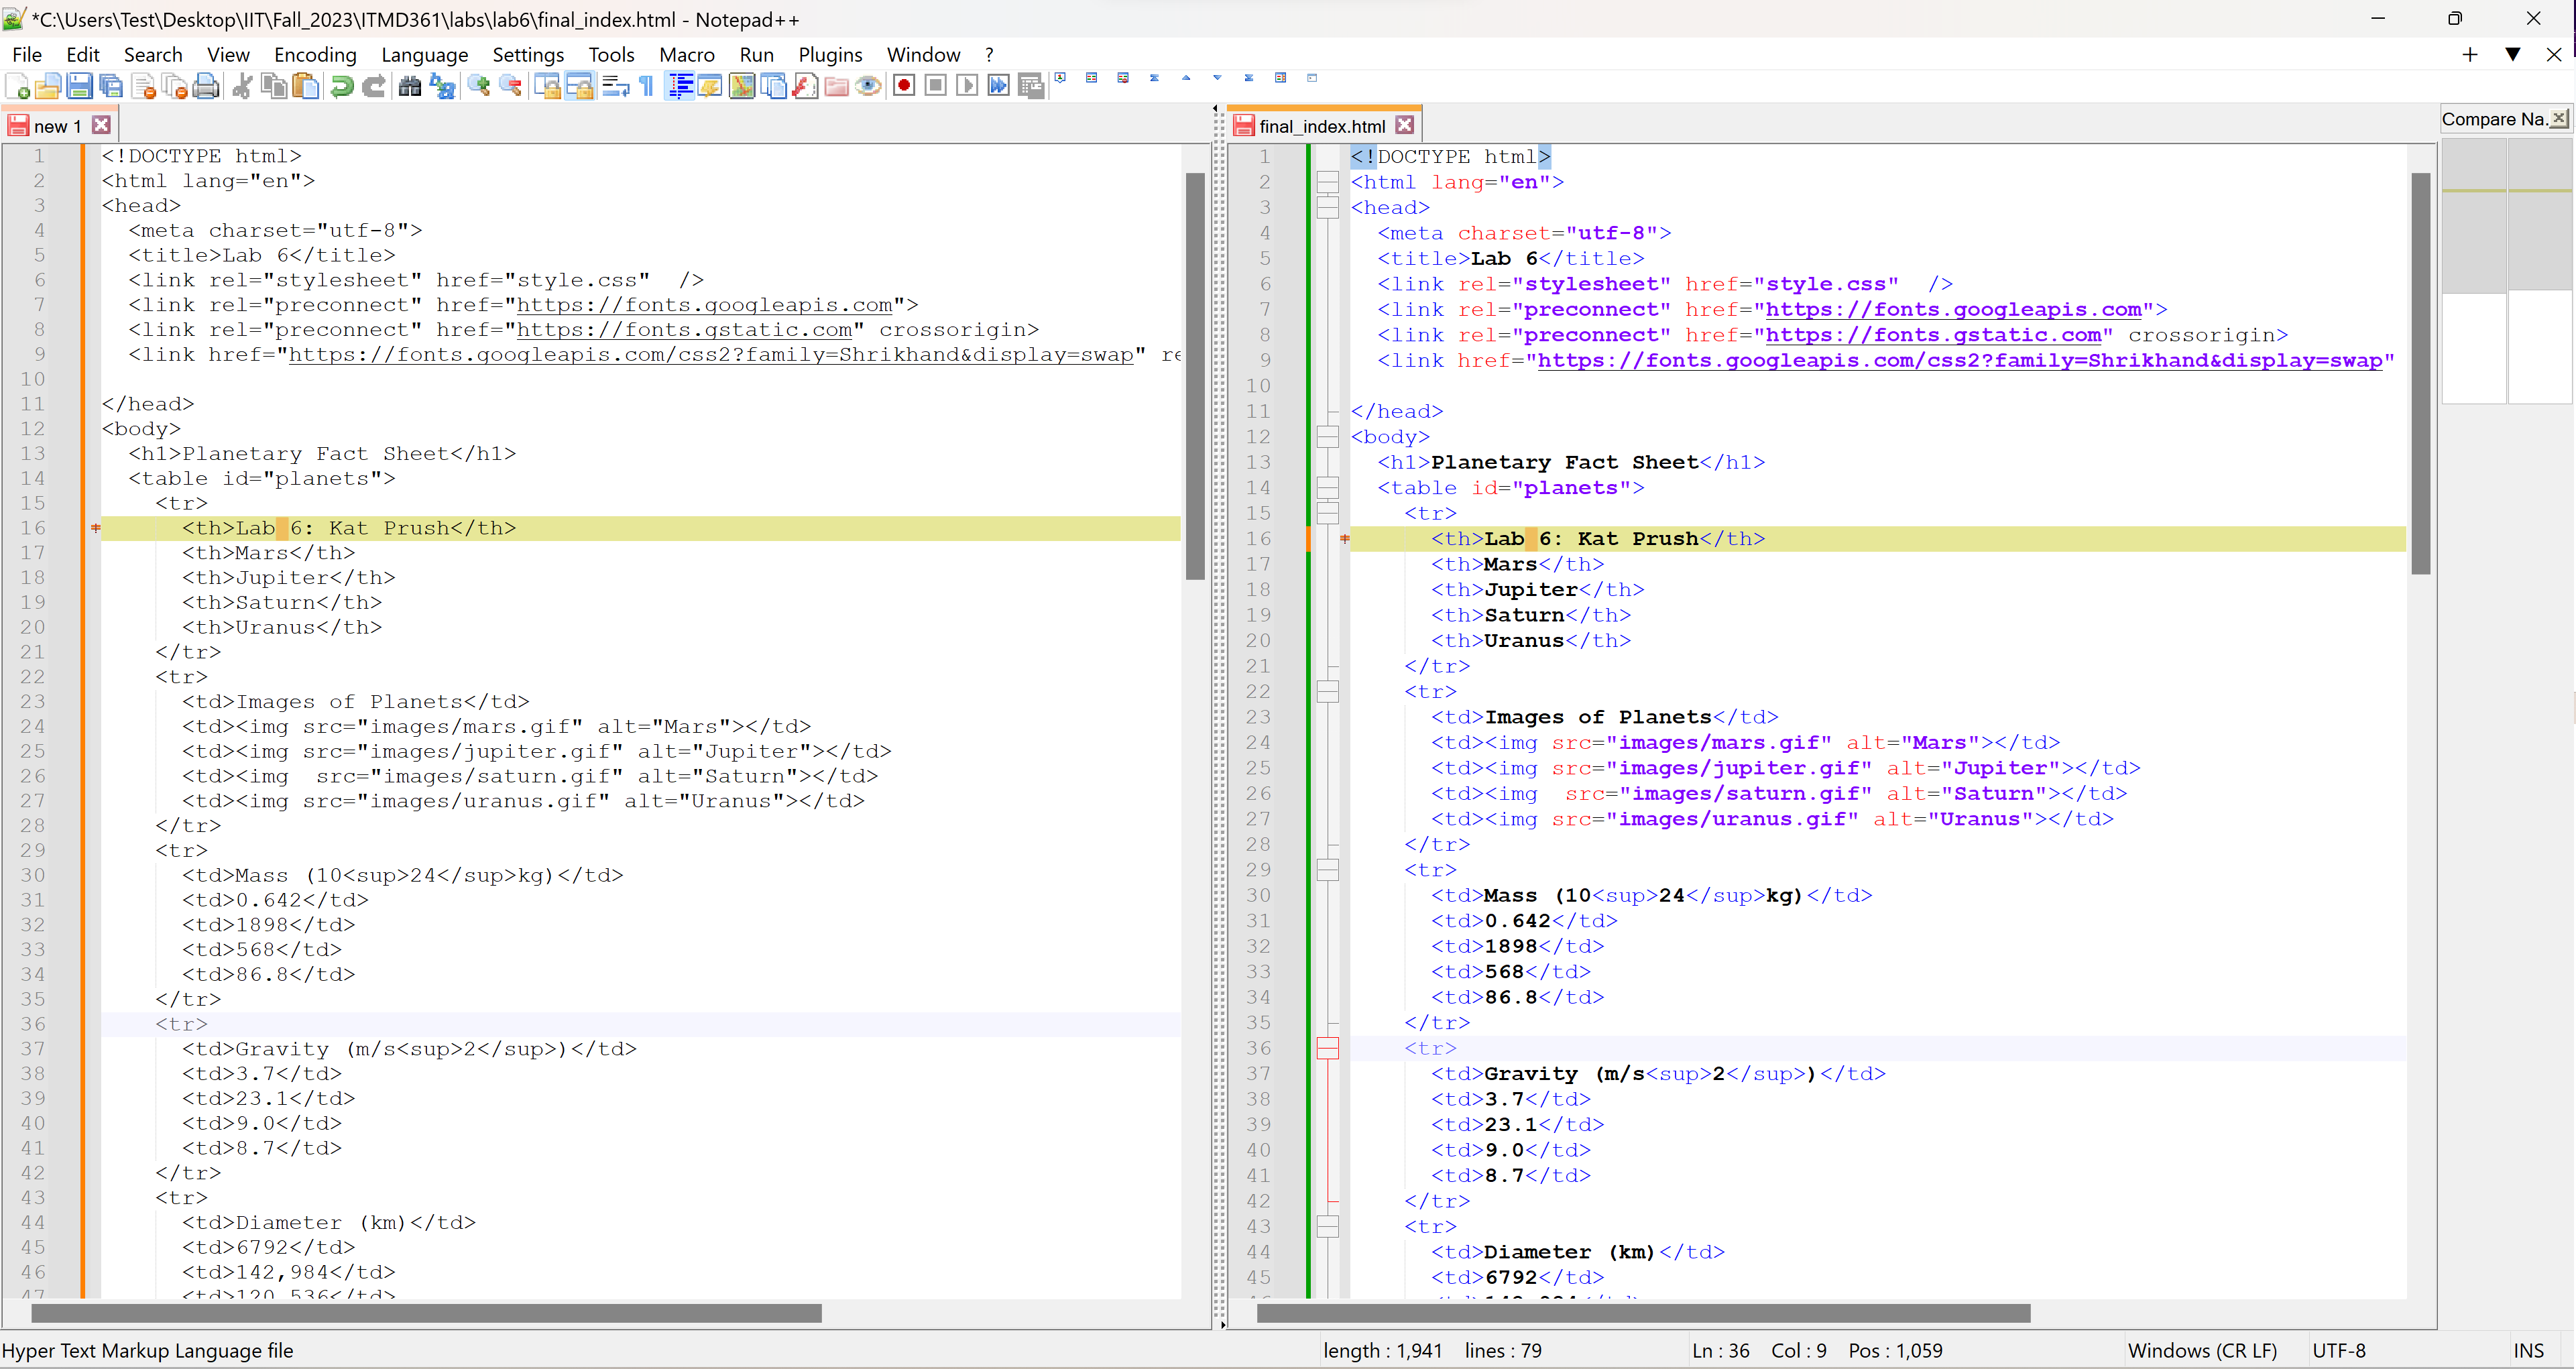 *C:\Users\Test\Desktop\IIT\Fall_2023\ITMD361\labs\lab6\final_index.html - Notepad++
File Edit Search View Encoding Language Settings Tools Macro Run Plugins Window ?
new 1
1 <!DOCTYPE html>
2 <html lang="en">
3 <head>
4 <meta charset="utf-8">
5 <title>Lab 6</title>
6 <link rel="stylesheet" href="style.css"  />
7 <link rel="preconnect" href="https://fonts.googleapis.com">
8 <link rel="preconnect" href="https://fonts.gstatic.com" crossorigin>
9 <link href="https://fonts.googleapis.com/css2?family=Shrikhand&display=swap" re
10
11 </head>
12 <body>
13 <h1>Planetary Fact Sheet</h1>
14 <table id="planets">
15 <tr>
16 <th>Lab 6: Kat Prush</th>
17 <th>Mars</th>
18 <th>Jupiter</th>
19 <th>Saturn</th>
20 <th>Uranus</th>
21 </tr>
22 <tr>
23 <td>Images of Planets</td>
24 <td><img src="images/mars.gif" alt="Mars"></td>
25 <td><img src="images/jupiter.gif" alt="Jupiter"></td>
26 <td><img  src="images/saturn.gif" alt="Saturn"></td>
27 <td><img src="images/uranus.gif" alt="Uranus"></td>
28 </tr>
29 <tr>
30 <td>Mass (10<sup>24</sup>kg)</td>
31 <td>0.642</td>
32 <td>1898</td>
33 <td>568</td>
34 <td>86.8</td>
35 </tr>
36 <tr>
37 <td>Gravity (m/s<sup>2</sup>)</td>
38 <td>3.7</td>
39 <td>23.1</td>
40 <td>9.0</td>
41 <td>8.7</td>
42 </tr>
43 <tr>
44 <td>Diameter (km)</td>
45 <td>6792</td>
46 <td>142,984</td>
47 <td>120,536</td>
final_index.html
1 <!DOCTYPE html>
2 <html lang="en">
3 <head>
4 <meta charset="utf-8">
5 <title>Lab 6</title>
6 <link rel="stylesheet" href="style.css"  />
7 <link rel="preconnect" href="https://fonts.googleapis.com">
8 <link rel="preconnect" href="https://fonts.gstatic.com" crossorigin>
9 <link href="https://fonts.googleapis.com/css2?family=Shrikhand&display=swap"
10
11 </head>
12 <body>
13 <h1>Planetary Fact Sheet</h1>
14 <table id="planets">
15 <tr>
16 <th>Lab 6: Kat Prush</th>
17 <th>Mars</th>
18 <th>Jupiter</th>
19 <th>Saturn</th>
20 <th>Uranus</th>
21 </tr>
22 <tr>
23 <td>Images of Planets</td>
24 <td><img src="images/mars.gif" alt="Mars"></td>
25 <td><img src="images/jupiter.gif" alt="Jupiter"></td>
26 <td><img  src="images/saturn.gif" alt="Saturn"></td>
27 <td><img src="images/uranus.gif" alt="Uranus"></td>
28 </tr>
29 <tr>
30 <td>Mass (10<sup>24</sup>kg)</td>
31 <td>0.642</td>
32 <td>1898</td>
33 <td>568</td>
34 <td>86.8</td>
35 </tr>
36 <tr>
37 <td>Gravity (m/s<sup>2</sup>)</td>
38 <td>3.7</td>
39 <td>23.1</td>
40 <td>9.0</td>
41 <td>8.7</td>
42 </tr>
43 <tr>
44 <td>Diameter (km)</td>
45 <td>6792</td>
Compare Na.
Hyper Text Markup Language file length : 1,941 lines : 79 Ln : 36 Col : 9 Pos : 1,059 Windows (CR LF) UTF-8 INS